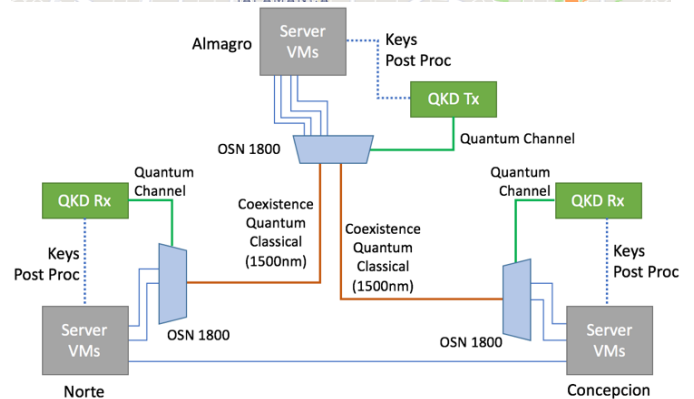 Server
VMs
Almagro
Keys
Post Proc
QKD Tx
Quantum Channel
OSN 1800
Quantum
Channel
QKD Rx
Keys
Post Proc
Coexistence
Quantum
Classical
(1500nm)
Coexistence
Quantum
Classical
(1500nm)
Quantum
Channel
QKD Rx
Keys
Post Proc
OSN 1800
OSN 1800
Server
VMs
Norte
Server
VMs
Concepcion